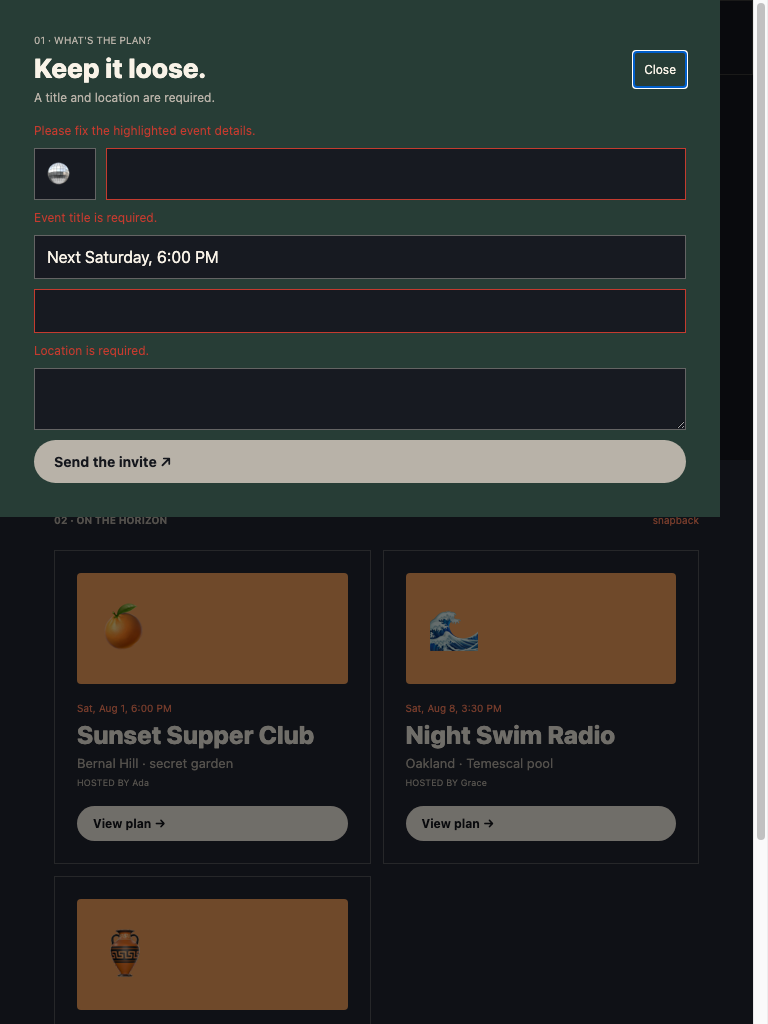 01 · WHAT'S THE PLAN?
Keep it loose.
Close
A title and location are required.
Please fix the highlighted event details.
Event title is required.
Next Saturday, 6:00 PM
Location is required.
Send the invite ↗
02 · ON THE HORIZON
snapback
Sat, Aug 1, 6:00 PM
Sunset Supper Club
Bernal Hill · secret garden
HOSTED BY Ada
View plan →
Sat, Aug 8, 3:30 PM
Night Swim Radio
Oakland · Temescal pool
HOSTED BY Grace
View plan →